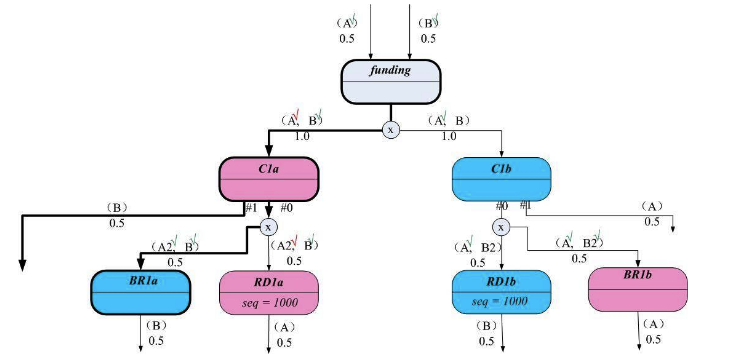 (A√)
(B√)
0.5
0.5
funding
(A√, B√)
(A√, B)
1.0
x
1.0
C1a
C1b
#1
#0
#0
#1
(B)
0.5
(A)
0.5
x
x
(A2√, B√)
0.5
(A2√, B√)
0.5
(A√, B2)
0.5
(A√, B2√)
0.5
BR1a
RD1a
seq = 1000
RD1b
seq = 1000
BR1b
(B)
0.5
(A)
0.5
(B)
0.5
(A)
0.5